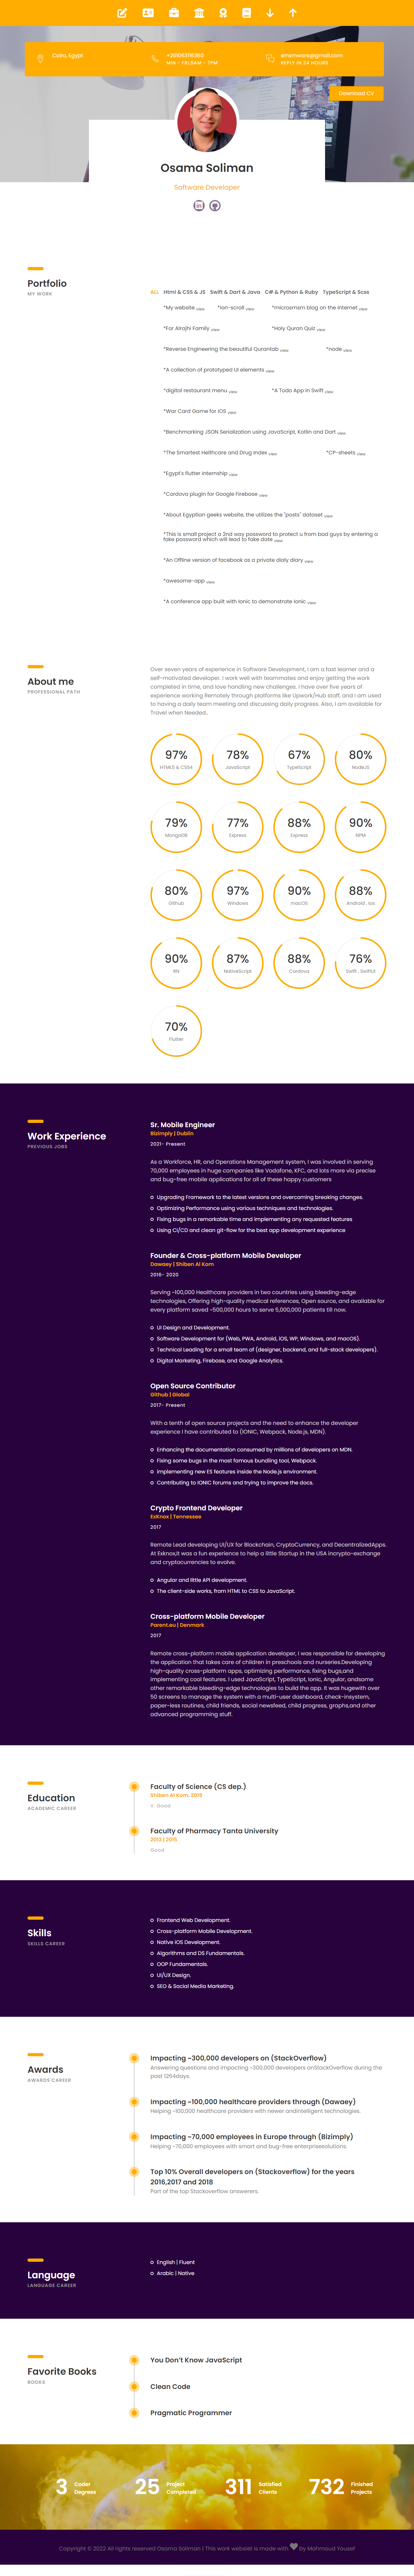 Cairo, Egypt
+201063116360
MIN - FRI,8AM - 7PM
ememware@gmail.com
REPLY IN 24 HOURS
Download CV
Osama Soliman
Software Developer
Portfolio
MY WORK
ALL Html & CSS & JS Swift & Dart & Java C# & Python & Ruby TypeScript & Scss
*My website view *ion-scroll view *microsmsm blog on the internet view
*For Alrajhi Family view *Holy Quran Quiz view
*Reverse Engineering the beautiful Qurantab view *node view
*A collection of prototyped UI elements view
*digital restaurant menu view *A Todo App in Swift view
*War Card Game for iOS view
*Benchmarking JSON Serialization using JavaScript, Kotlin and Dart view
*The Smartest Helthcare and Drug Index view *CP-sheets view
*Egypt's flutter internship view
*Cordova plugin for Google Firebase view
*About Egyptian geeks website, the utilizes the "posts" dataset view
*This is small project a 2nd way password to protect u from bad guys by entering a
fake password which will lead to fake date view
*An Offline version of facebook as a private dialy diary view
*awesome-app view
*A conference app built with Ionic to demonstrate Ionic view
About me
PROFESSIONAL PATH
Over seven years of experience in Software Development, I am a fast learner and a
self-motivated developer. I work well with teammates and enjoy getting the work
completed in time, and love handling new challenges. I have over five years of
experience working Remotely through platforms like Upwork/Hub staff, and I am used
to having a daily team meeting and discussing daily progress. Also, I am available for
Travel when Needed..
97% 78% 67% 80%
HTML5 & CSS4 JavaScript TypeScript NodeJS
79% 77% 88% 90%
MongoDB Express Express NPM
80% 97% 90% 88%
Github Windows macOS Android , ios
90% 87% 88% 76%
RN NativeScript Cordova Swift , SwiftUI
70%
Flutter
Work Experience
PREVIOUS JOBS
Sr. Mobile Engineer
Bizimply | Dublin
2021- Present
As a Workforce, HR, and Operations Management system, I was involved in serving
70,000 employees in huge companies like Vodafone, KFC, and lots more via precise
and bug-free mobile applications for all of these happy customers
Upgrading Framework to the latest versions and overcoming breaking changes.
Optimizing Performance using various techniques and technologies.
Fixing bugs in a remarkable time and implementing any requested features
Using CI/CD and clean git-flow for the best app development experience
Founder & Cross-platform Mobile Developer
Dawaey | Shiben Al Kom
2016- 2020
Serving ~100,000 Healthcare providers in two countries using bleeding-edge
technologies, Offering high-quality medical references, Open source, and available for
every platform saved ~500,000 hours to serve 5,000,000 patients till now.
UI Design and Development.
Software Development for (Web, PWA, Android, iOS, WP, Windows, and macOS).
Technical Leading for a small team of (designer, backend, and full-stack developers).
Digital Marketing, Firebase, and Google Analytics.
Open Source Contributor
Github | Global
2017- Present
With a tenth of open source projects and the need to enhance the developer
experience I have contributed to (IONIC, Webpack, Node.js, MDN).
Enhancing the documentation consumed by millions of developers on MDN.
Fixing some bugs in the most famous bundling tool, Webpack.
implementing new ES features inside the Node.js environment.
Contributing to IONIC forums and trying to improve the docs.
Crypto Frontend Developer
ExKnox | Tennessee
2017
Remote Lead developing UI/UX for Blockchain, CryptoCurrency, and DecentralizedApps.
At Exknox,it was a fun experience to help a little Startup in the USA incrypto-exchange
and cryptocurrencies to evolve.
Angular and little API development.
The client-side works, from HTML to CSS to JavaScript.
Cross-platform Mobile Developer
Parent.eu | Denmark
2017
Remote cross-platform mobile application developer, I was responsible for developing
the application that takes care of children in preschools and nurseries.Developing
high-quality cross-platform apps, optimizing performance, fixing bugs,and
implementing cool features. I used JavaScript, TypeScript, Ionic, Angular, andsome
other remarkable bleeding-edge technologies to build the app. It was hugewith over
50 screens to manage the system with a multi-user dashboard, check-insystem,
paper-less routines, child friends, social newsfeed, child progress, graphs,and other
advanced programming stuff.
Education
ACADEMIC CAREER
Faculty of Science (CS dep.)
Shiben Al Kom. 2019
V. Good
Faculty of Pharmacy Tanta University
2013 | 2015
Good
Skills
SKILLS CAREER
Frontend Web Development.
Cross-platform Mobile Development.
Native iOS Development.
Algorithms and DS Fundamentals.
OOP Fundamentals.
UI/UX Design.
SEO & Social Media Marketing.
Awards
AWARDS CAREER
Impacting ~300,000 developers on (StackOverflow)
Answering questions and impacting ~300,000 developers onStackOverflow during the
past 1264days.
Impacting ~100,000 healthcare providers through (Dawaey)
Helping ~100,000 healthcare providers with newer andintelligent technologies.
Impacting ~70,000 employees in Europe through (Bizimply)
Helping ~70,000 employees with smart and bug-free enterprisesolutions.
Top 10% Overall developers on (Stackoverflow) for the years
2016,2017 and 2018
Part of the top Stackoverflow answerers.
Language
LANGUAGE CAREER
English | Fluent
Arabic | Native
Favorite Books
BOOKS
You Don't Know JavaScript
Clean Code
Pragmatic Programmer
3 Coder Degrees
25 Project Completed
311 Satisfied Clients
732 Finished Projects
Copyright © 2022 All rights reserved Osama Soliman | This work websiet is made with by Mahmoud Yousef